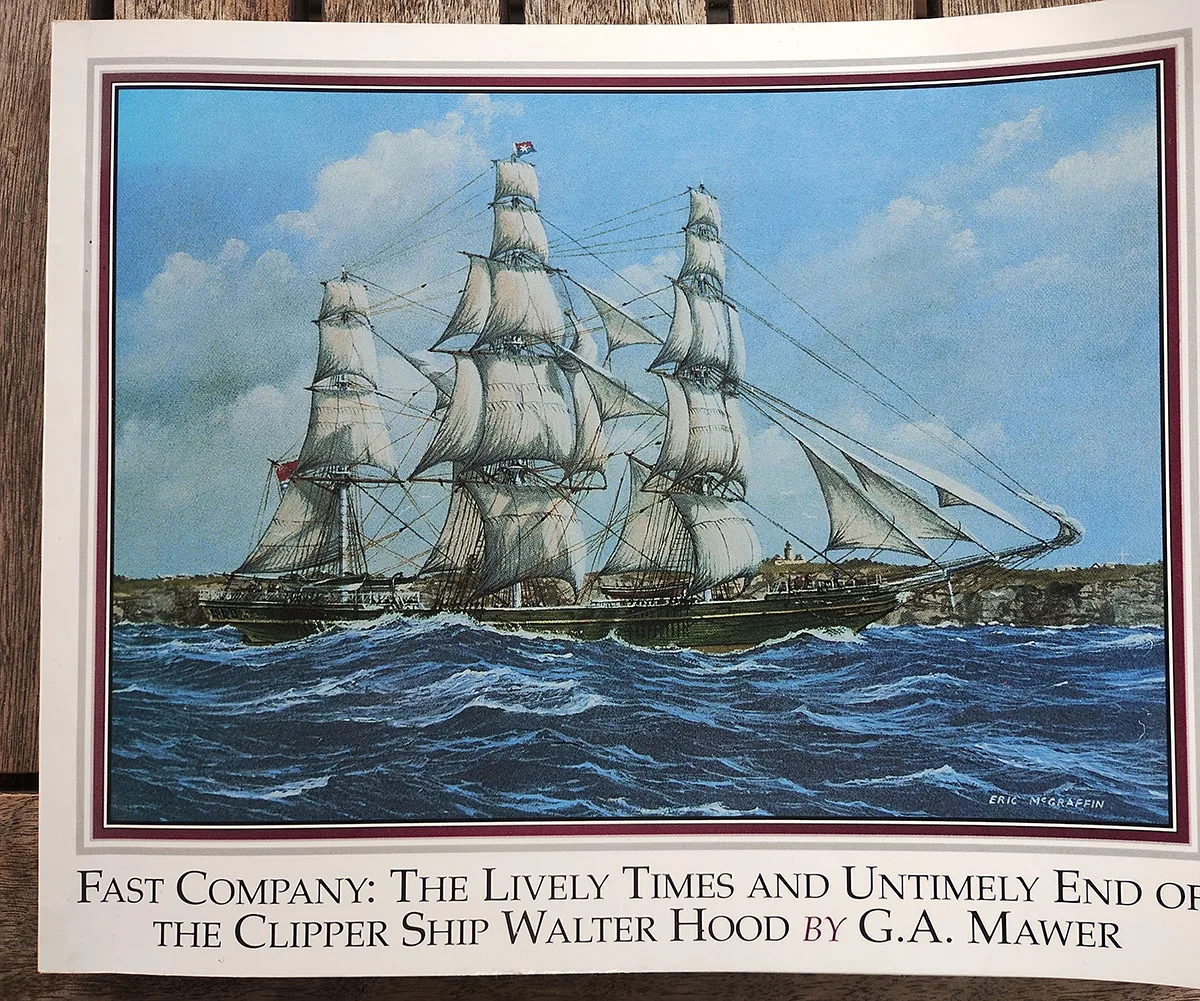 ERIC McGRAFFIN
FAST COMPANY: THE LIVELY TIMES AND UNTIMELY END OF
THE CLIPPER SHIP WALTER HOOD BY G.A. MAWER